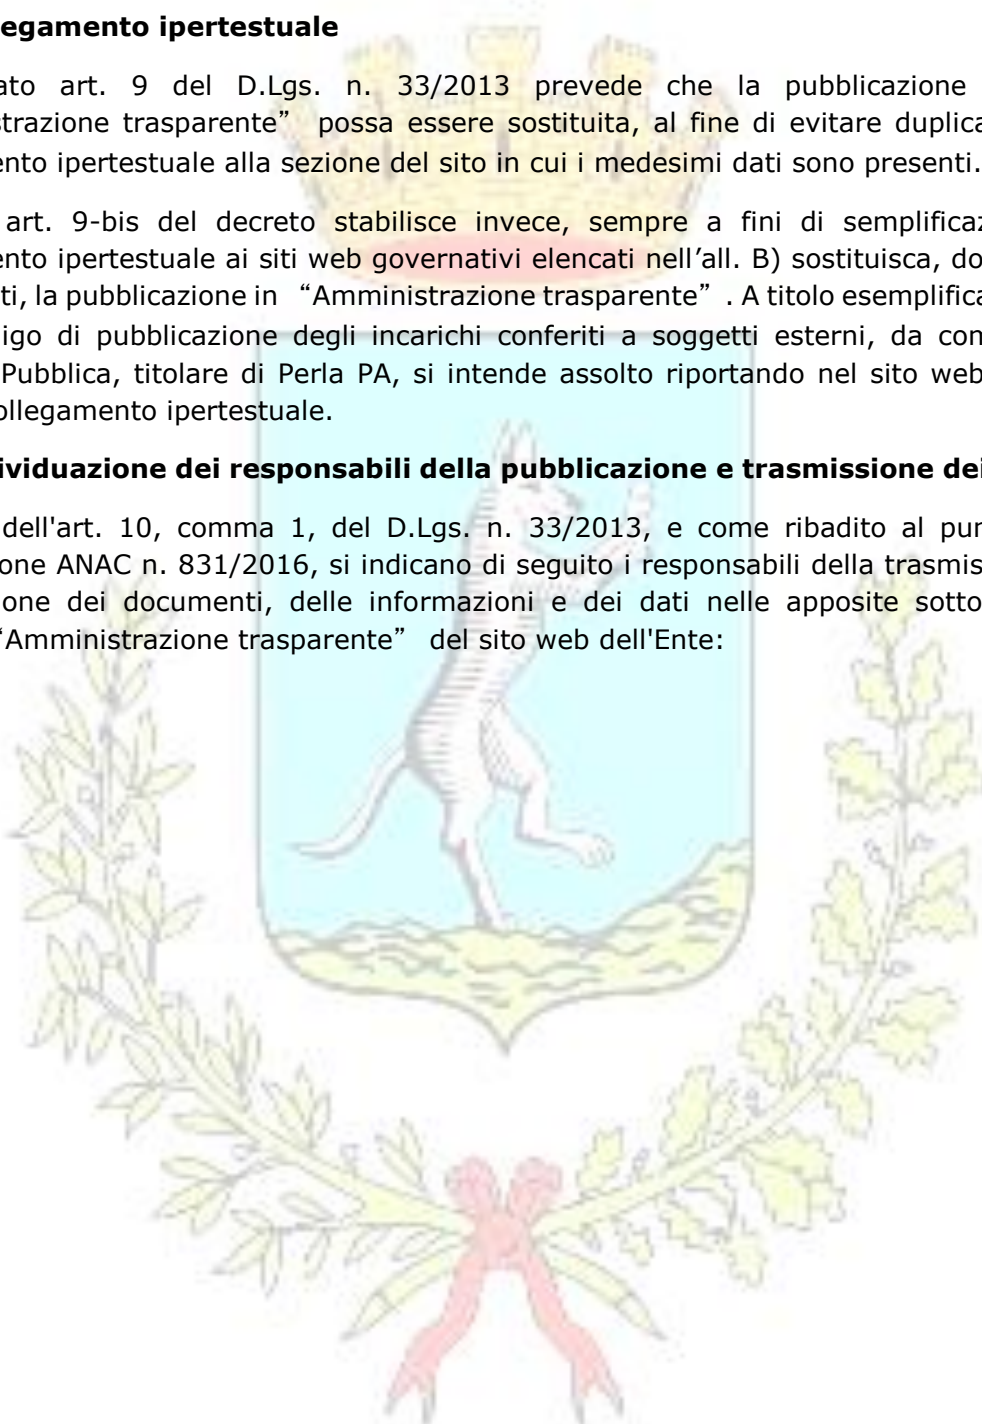 egamento ipertestuale
ato art. 9 del D.Lgs. n. 33/2013 prevede che la pubblicazione
strazione trasparente” possa essere sostituita, al fine di evitare duplica
ento ipertestuale alla sezione del sito in cui i medesimi dati sono presenti.
art. 9-bis del decreto stabilisce invece, sempre a fini di semplificaz
ento ipertestuale ai siti web governativi elencati nell’all. B) sostituisca, do
ti, la pubblicazione in “Amministrazione trasparente”. A titolo esemplifica
igo di pubblicazione degli incarichi conferiti a soggetti esterni, da com
Pubblica, titolare di Perla PA, si intende assolto riportando nel sito web
ollegamento ipertestuale.
ividuazione dei responsabili della pubblicazione e trasmissione dei
dell'art. 10, comma 1, del D.Lgs. n. 33/2013, e come ribadito al pun
one ANAC n. 831/2016, si indicano di seguito i responsabili della trasmis
one dei documenti, delle informazioni e dei dati nelle apposite sotto
“Amministrazione trasparente” del sito web dell'Ente: